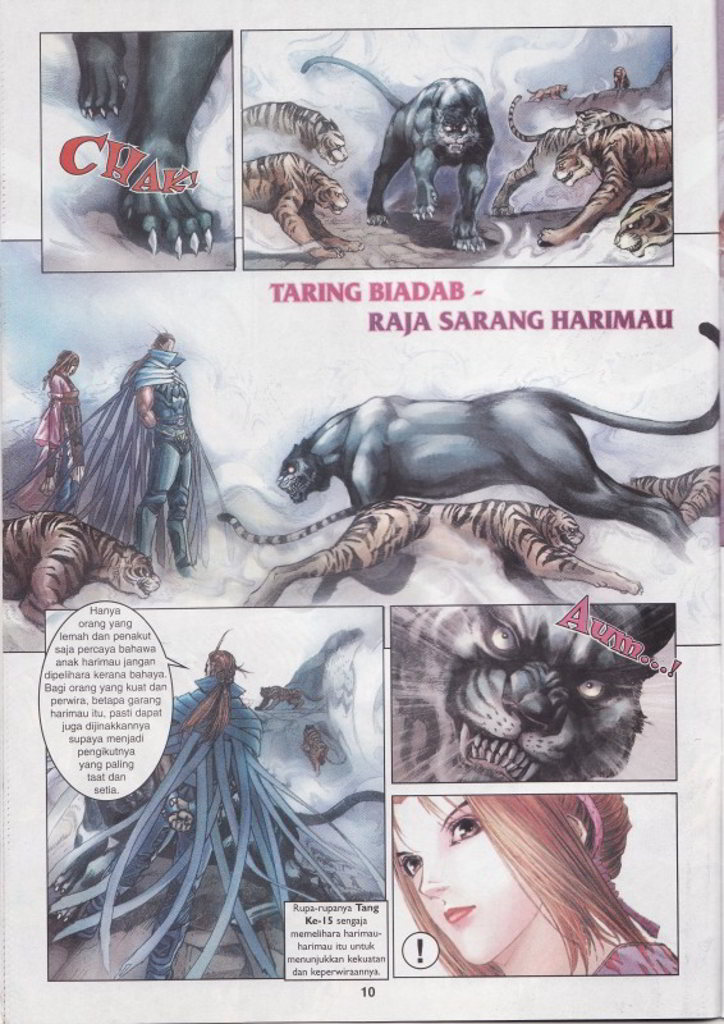 CHAK
TARING BIADAB -
RAJA SARANG HARIMAU
Hanya
orang yang
lemah dan penakut
saja percaya bahawa
anak harimau jangan
dipelihara kerana bahaya.
Bagi orang yang kuat dan
perwira, betapa garang
harimau itu, pasti dapat
juga dijinakkannya
supaya menjadi
pengikutnya
yang paling
taat dan
setia.
Aum...!
Rupa-rupanya Tang
Ke-15 sengaja
memelihara harimau-
harimau itu untuk
menunjukkan kekuatan
dan keperwiraannya.
!
10